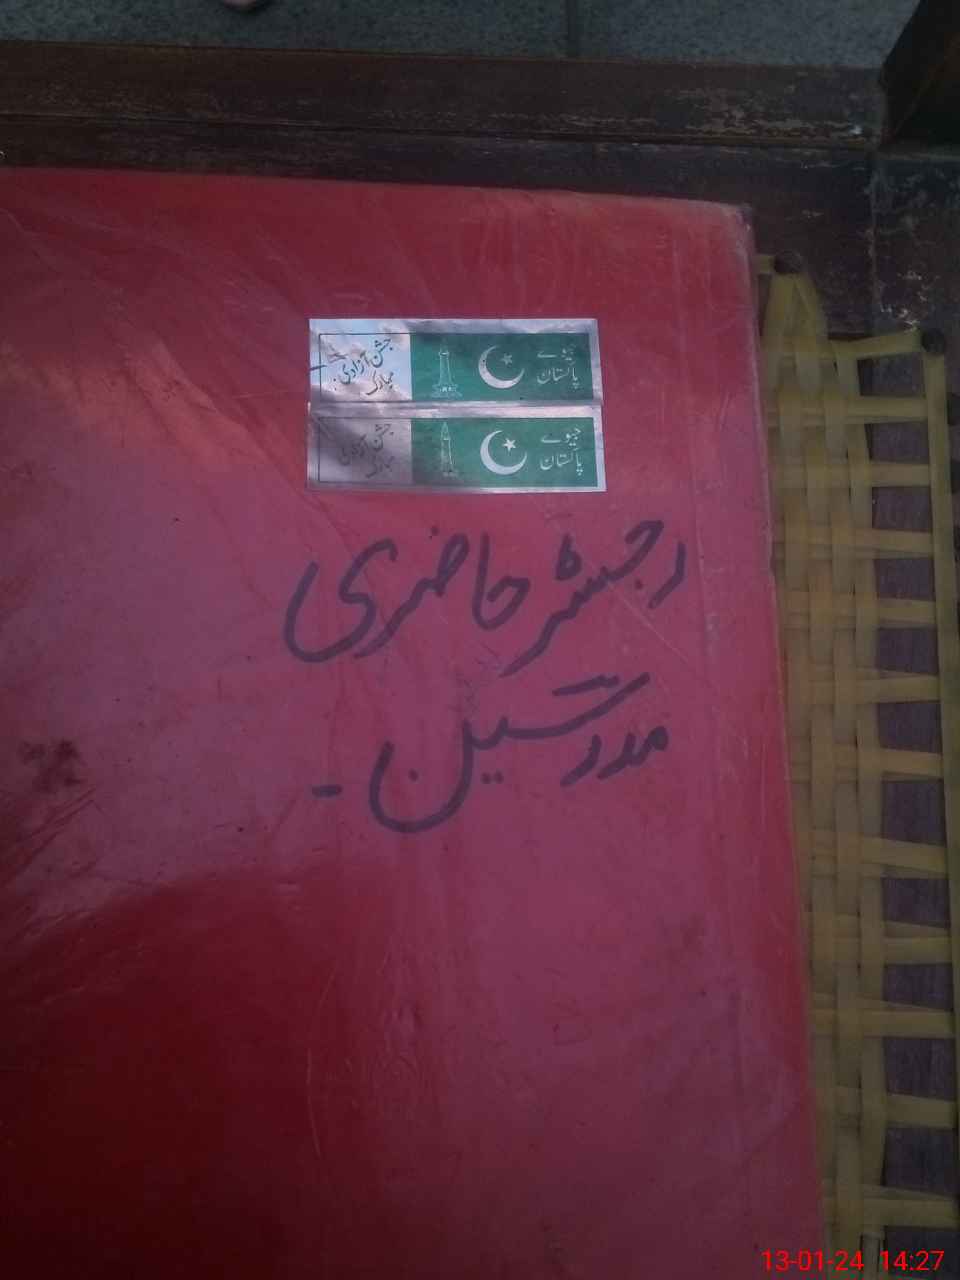 جشن آزادی مبارک
جیوے پاکستان
جشن آزادی مبارک
جیوے پاکستان
رجسٹر حاضری
مدرسین -
13-01-24 14:27